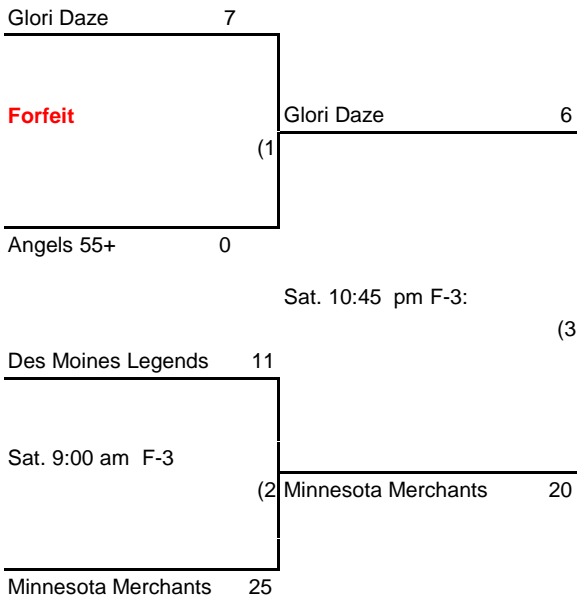 Glori Daze 7
Forfeit
Glori Daze 6
(1
Angels 55+ 0
Sat. 10:45 pm F-3:
(3
Des Moines Legends 11
Sat. 9:00 am F-3
(2 Minnesota Merchants 20
Minnesota Merchants 25